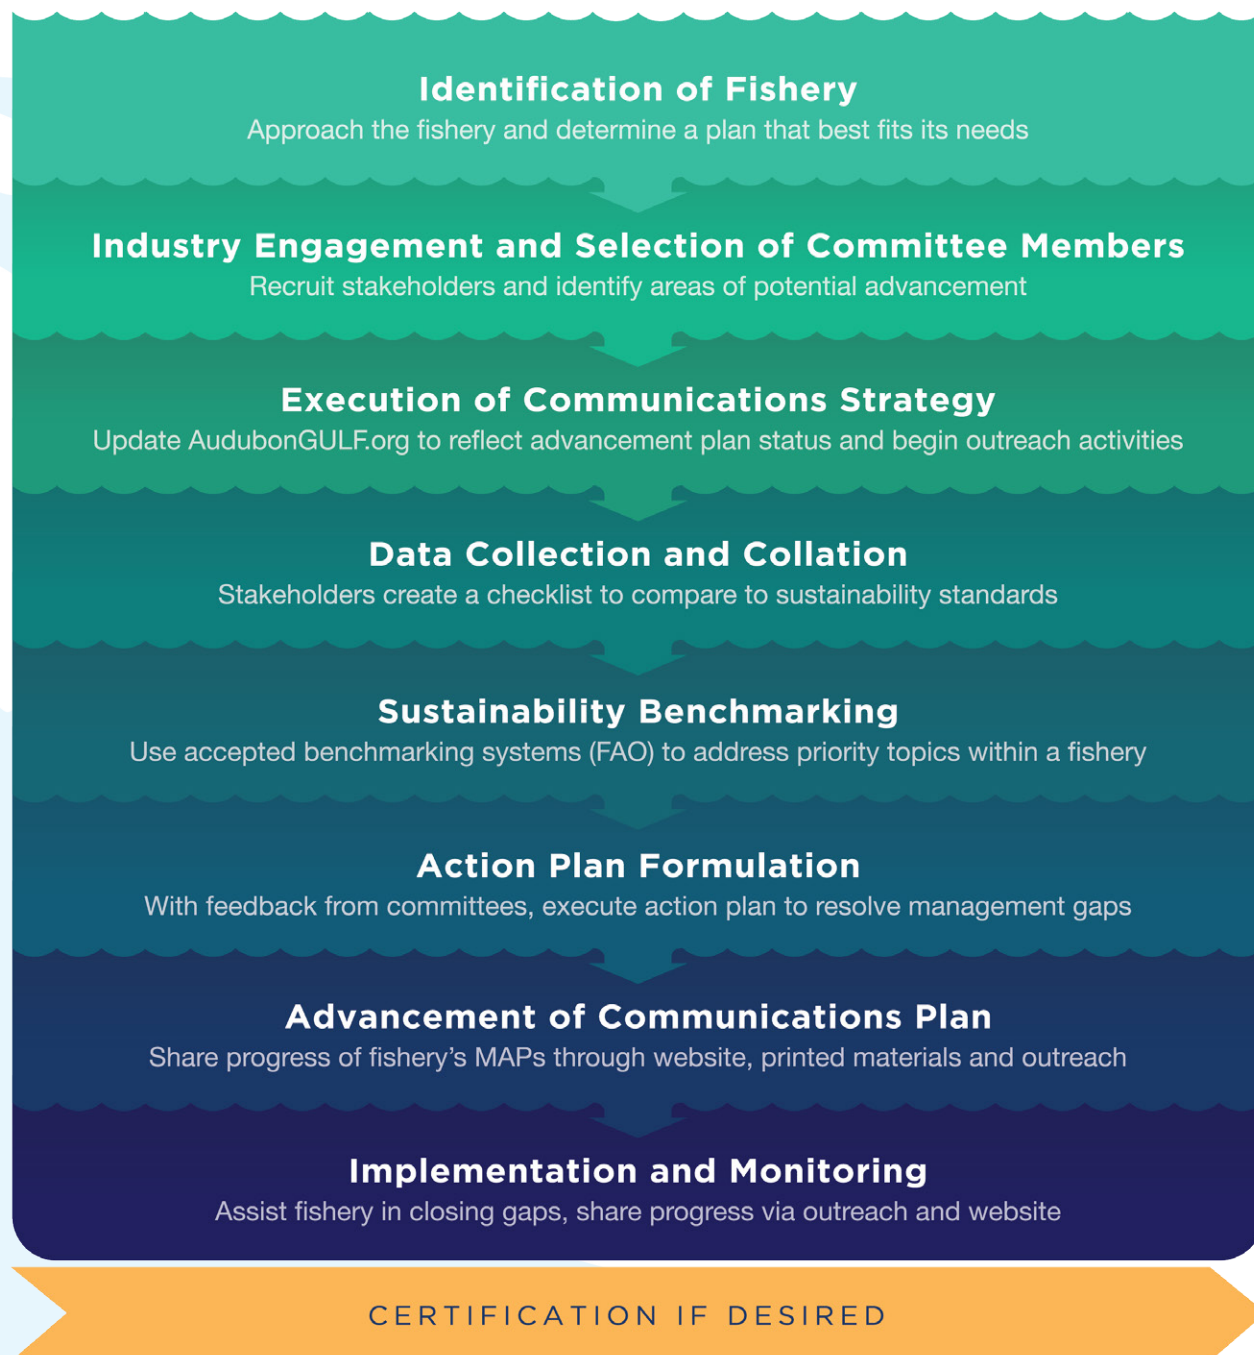 Identification of Fishery
Approach the fishery and determine a plan that best fits its needs
Industry Engagement and Selection of Committee Members
Recruit stakeholders and identify areas of potential advancement
Execution of Communications Strategy
Update AudubonGULF.org to reflect advancement plan status and begin outreach activities
Data Collection and Collation
Stakeholders create a checklist to compare to sustainability standards
Sustainability Benchmarking
Use accepted benchmarking systems (FAO) to address priority topics within a fishery
Action Plan Formulation
With feedback from committees, execute action plan to resolve management gaps
Advancement of Communications Plan
Share progress of fishery’s MAPs through website, printed materials and outreach
Implementation and Monitoring
Assist fishery in closing gaps, share progress via outreach and website
CERTIFICATION IF DESIRED